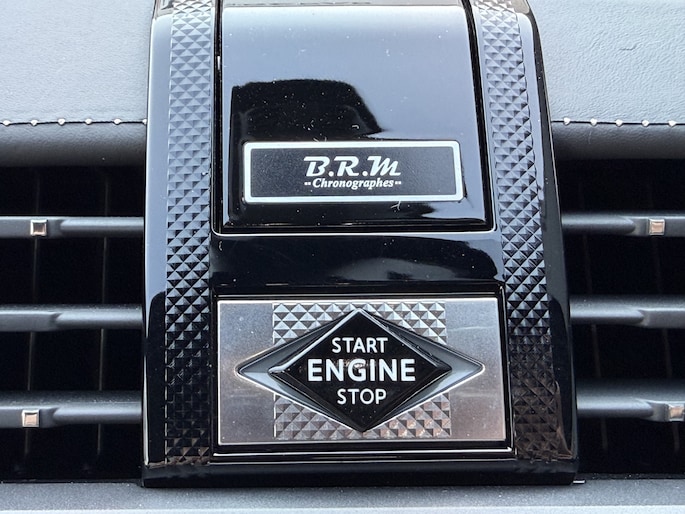 B.R.M
-- Chronographes --
START
ENGINE
STOP